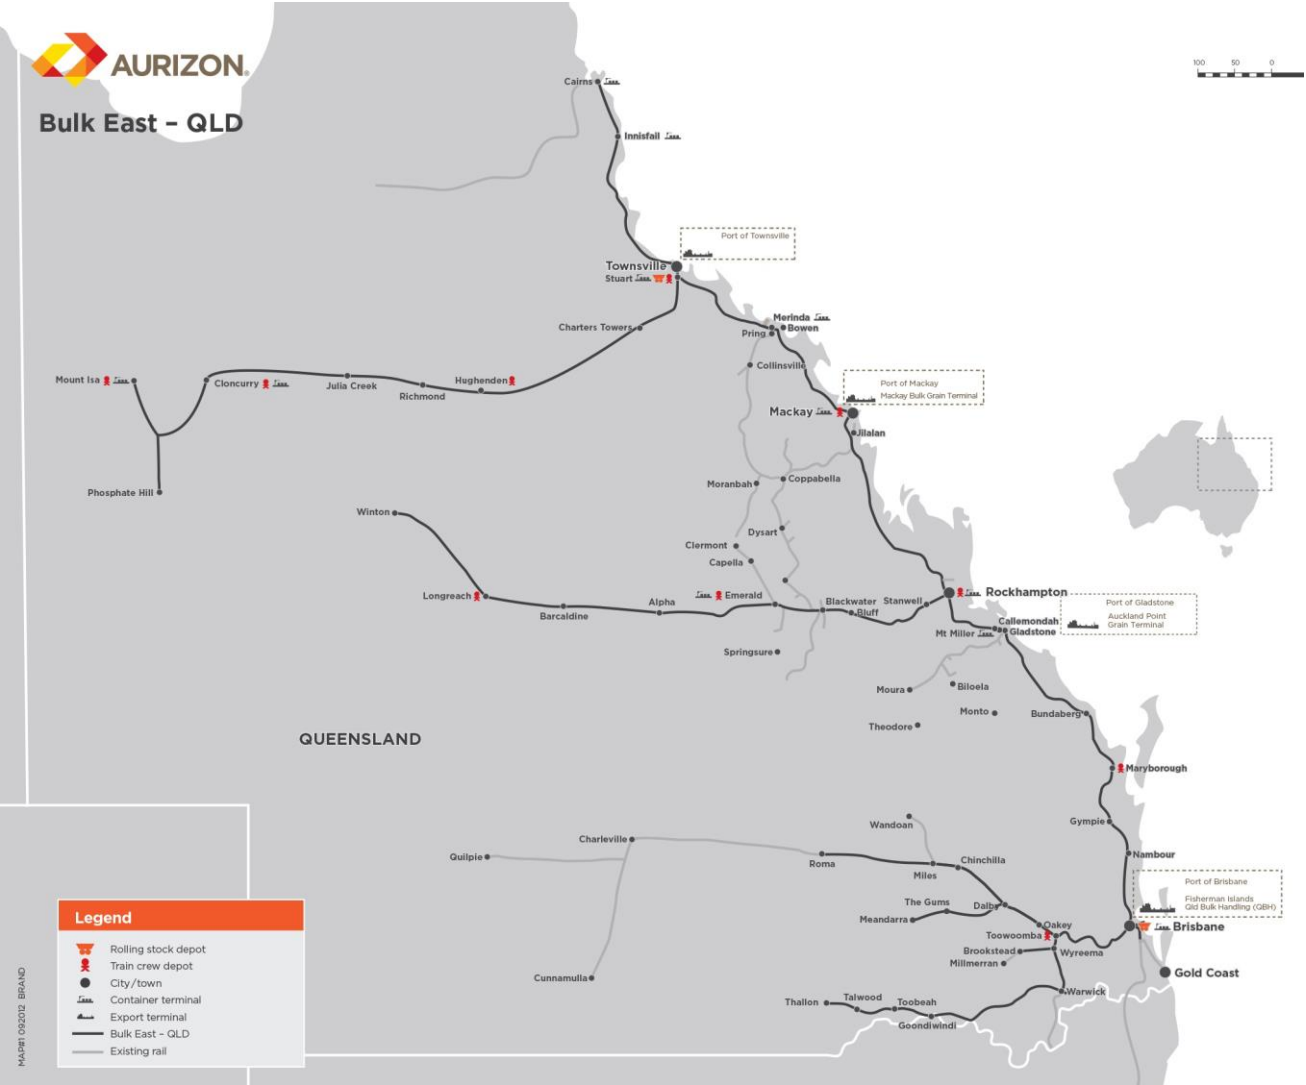 AURIZON
Bulk East – QLD
100 50 0
Cairns
Innisfail
Port of Townsville
Townsville
Stuart
Charters Towers
Merinda
Bowen
Pring
Collinsville
Mount Isa
Cloncurry
Julia Creek
Richmond
Hughenden
Port of Mackay
Mackay Bulk Grain Terminal
Mackay
Jilalan
Phosphate Hill
Moranbah
Coppabella
Winton
Dysart
Clermont
Capella
Longreach
Barcaldine
Alpha
Emerald
Blackwater
Bluff
Stanwell
Rockhampton
Port of Gladstone
Auckland Point
Grain Terminal
Callemondah
Gladstone
Mt Miller
Springsure
Moura
Biloela
Monto
Theodore
Bundaberg
QUEENSLAND
Maryborough
Gympie
Wandoan
Charleville
Quilpie
Roma
Miles
Chinchilla
Nambour
Port of Brisbane
Fisherman Islands
Qld Bulk Handling (QBH)
The Gums
Dalby
Meandarra
Oakey
Toowoomba
Brisbane
Brookstead
Wyreema
Millmerran
Gold Coast
Cunnamulla
Warwick
Thallon
Talwood
Toobeah
Goondiwindi
Legend
Rolling stock depot
Train crew depot
City/town
Container terminal
Export terminal
Bulk East – QLD
Existing rail
MAP#1 092012 BRAND